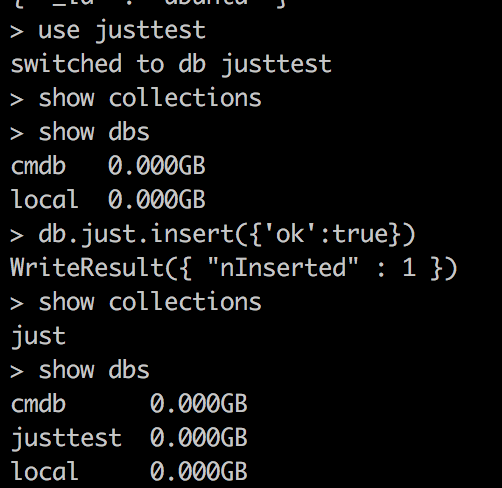 { "_id" : "ubuntu" }
> use justtest
switched to db justtest
> show collections
> show dbs
cmdb   0.000GB
local  0.000GB
> db.just.insert({'ok':true})
WriteResult({ "nInserted" : 1 })
> show collections
just
> show dbs
cmdb      0.000GB
justtest  0.000GB
local     0.000GB